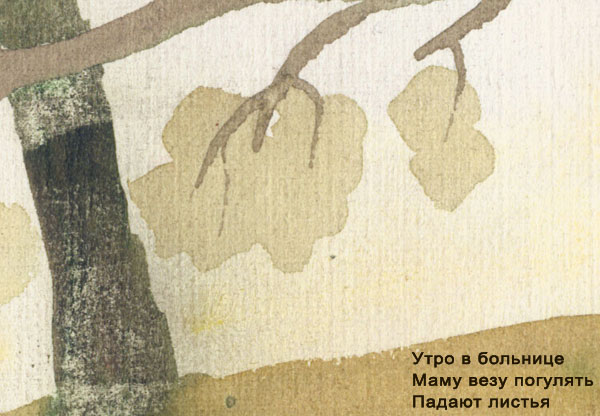 Утро в больнице
Маму везу погулять
Падают листья